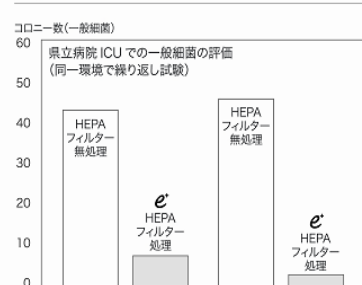 コロニー数（一般細菌）
60
県立病院 ICU での一般細菌の評価
（同一環境で繰り返し試験）
50
40
30
20
10
0
HEPA
フィルター
無処理
e+
HEPA
フィルター
処理
HEPA
フィルター
無処理
e+
HEPA
フィルター
処理